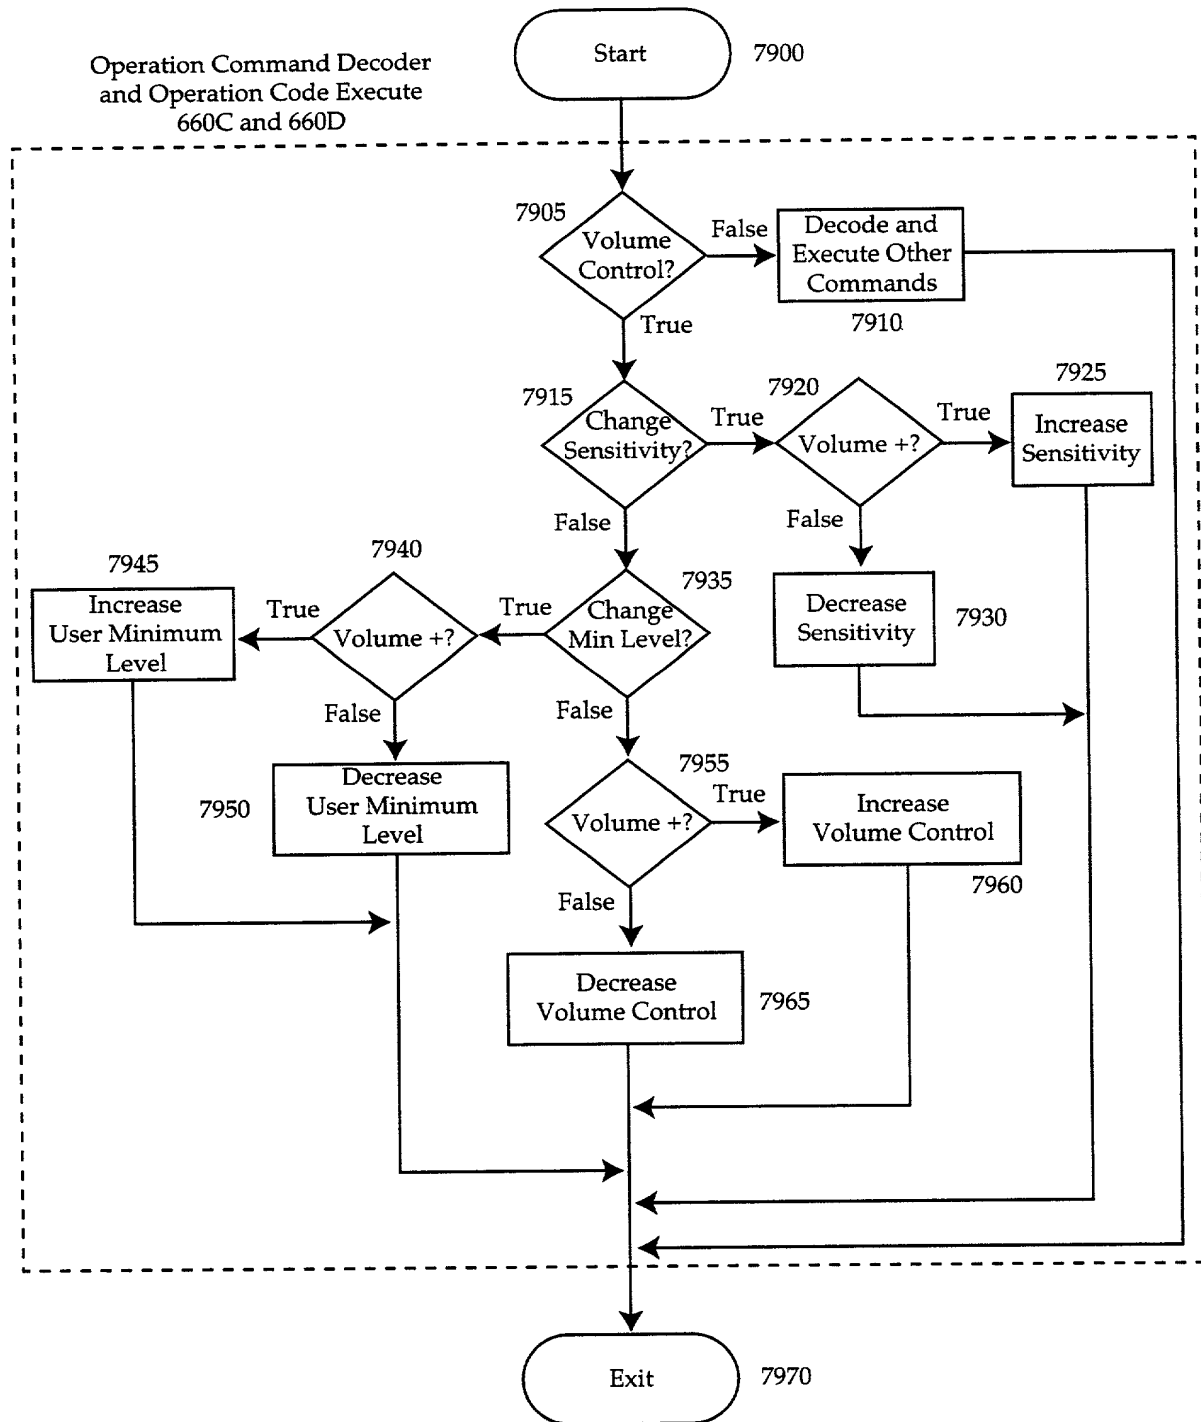 Start
7900
Operation Command Decoder
and Operation Code Execute
660C and 660D
7905
Volume
Control?
False
Decode and
Execute Other
Commands
7910
True
7915
Change
Sensitivity?
True
7920
Volume +?
True
7925
Increase
Sensitivity
False
False
Decrease
Sensitivity
7930
7935
Change
Min Level?
True
7940
Volume +?
True
7945
Increase
User Minimum
Level
False
7950
Decrease
User Minimum
Level
False
7955
Volume +?
True
Increase
Volume Control
7960
False
Decrease
Volume Control
7965
Exit
7970